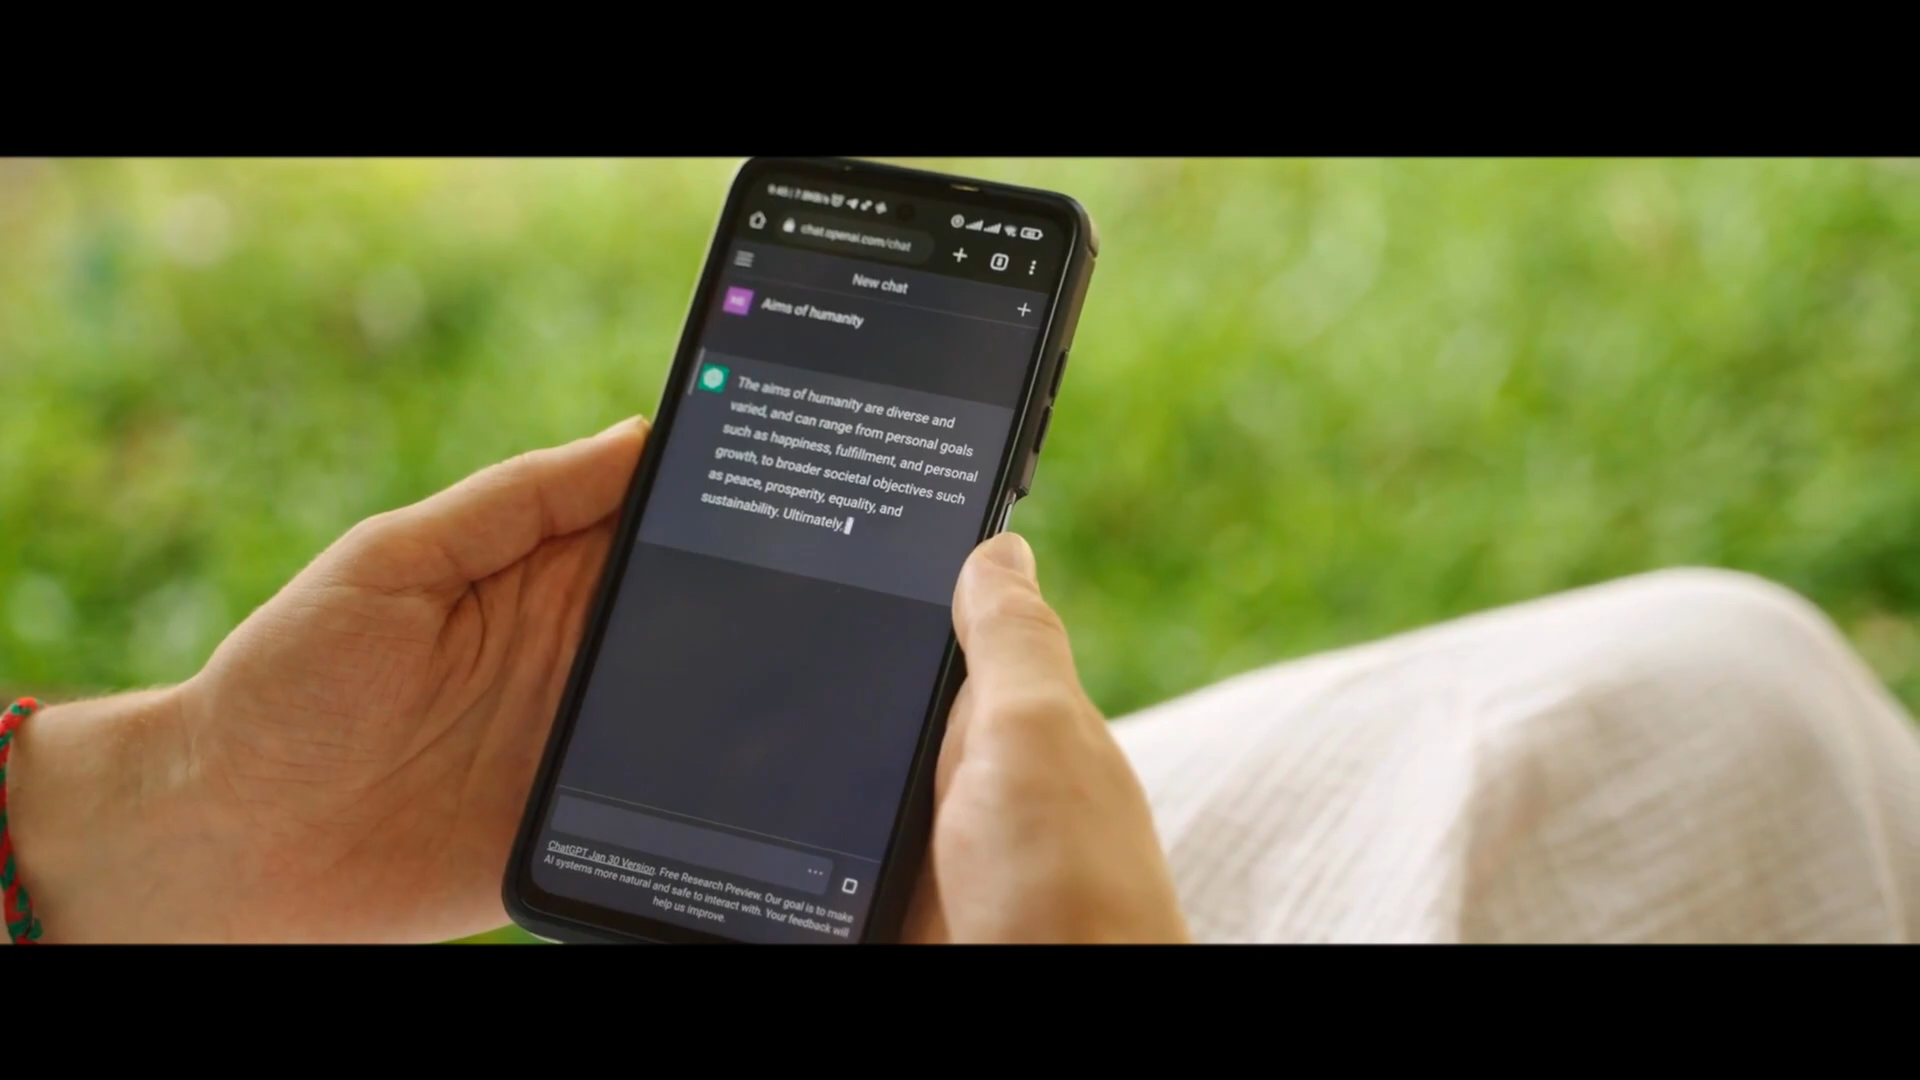 chat.openai.com/chat
New chat
Aims of humanity
The aims of humanity are diverse and
varied, and can range from personal goals
such as happiness, fulfillment, and personal
growth, to broader societal objectives such
as peace, prosperity, equality, and
sustainability. Ultimately,
ChatGPT Jan 30 Version. Free Research Preview. Our goal is to make
AI systems more natural and safe to interact with. Your feedback will
help us improve.